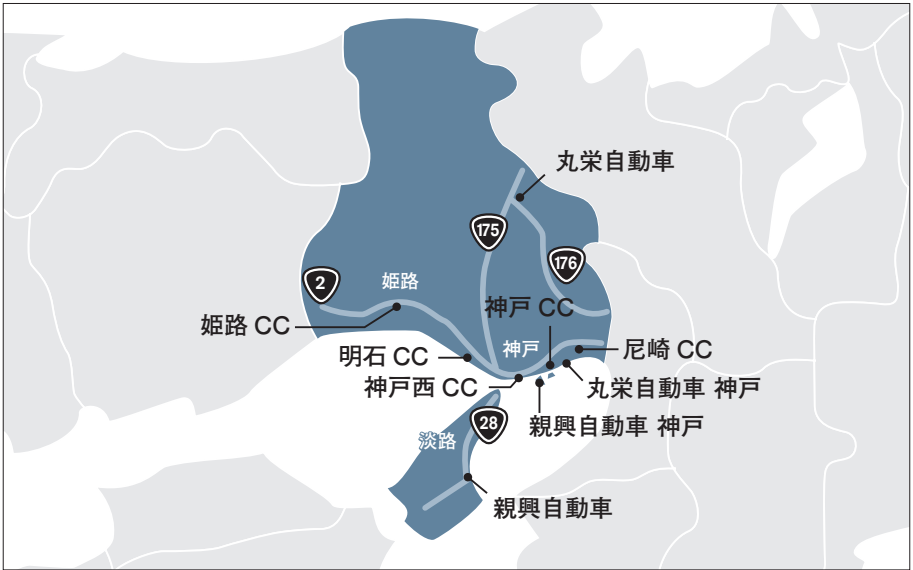 丸栄自動車
175
176
2
姫路
神戸 CC
姫路 CC
神戸
尼崎 CC
明石 CC
神戸西 CC
丸栄自動車 神戸
親興自動車 神戸
28
淡路
親興自動車